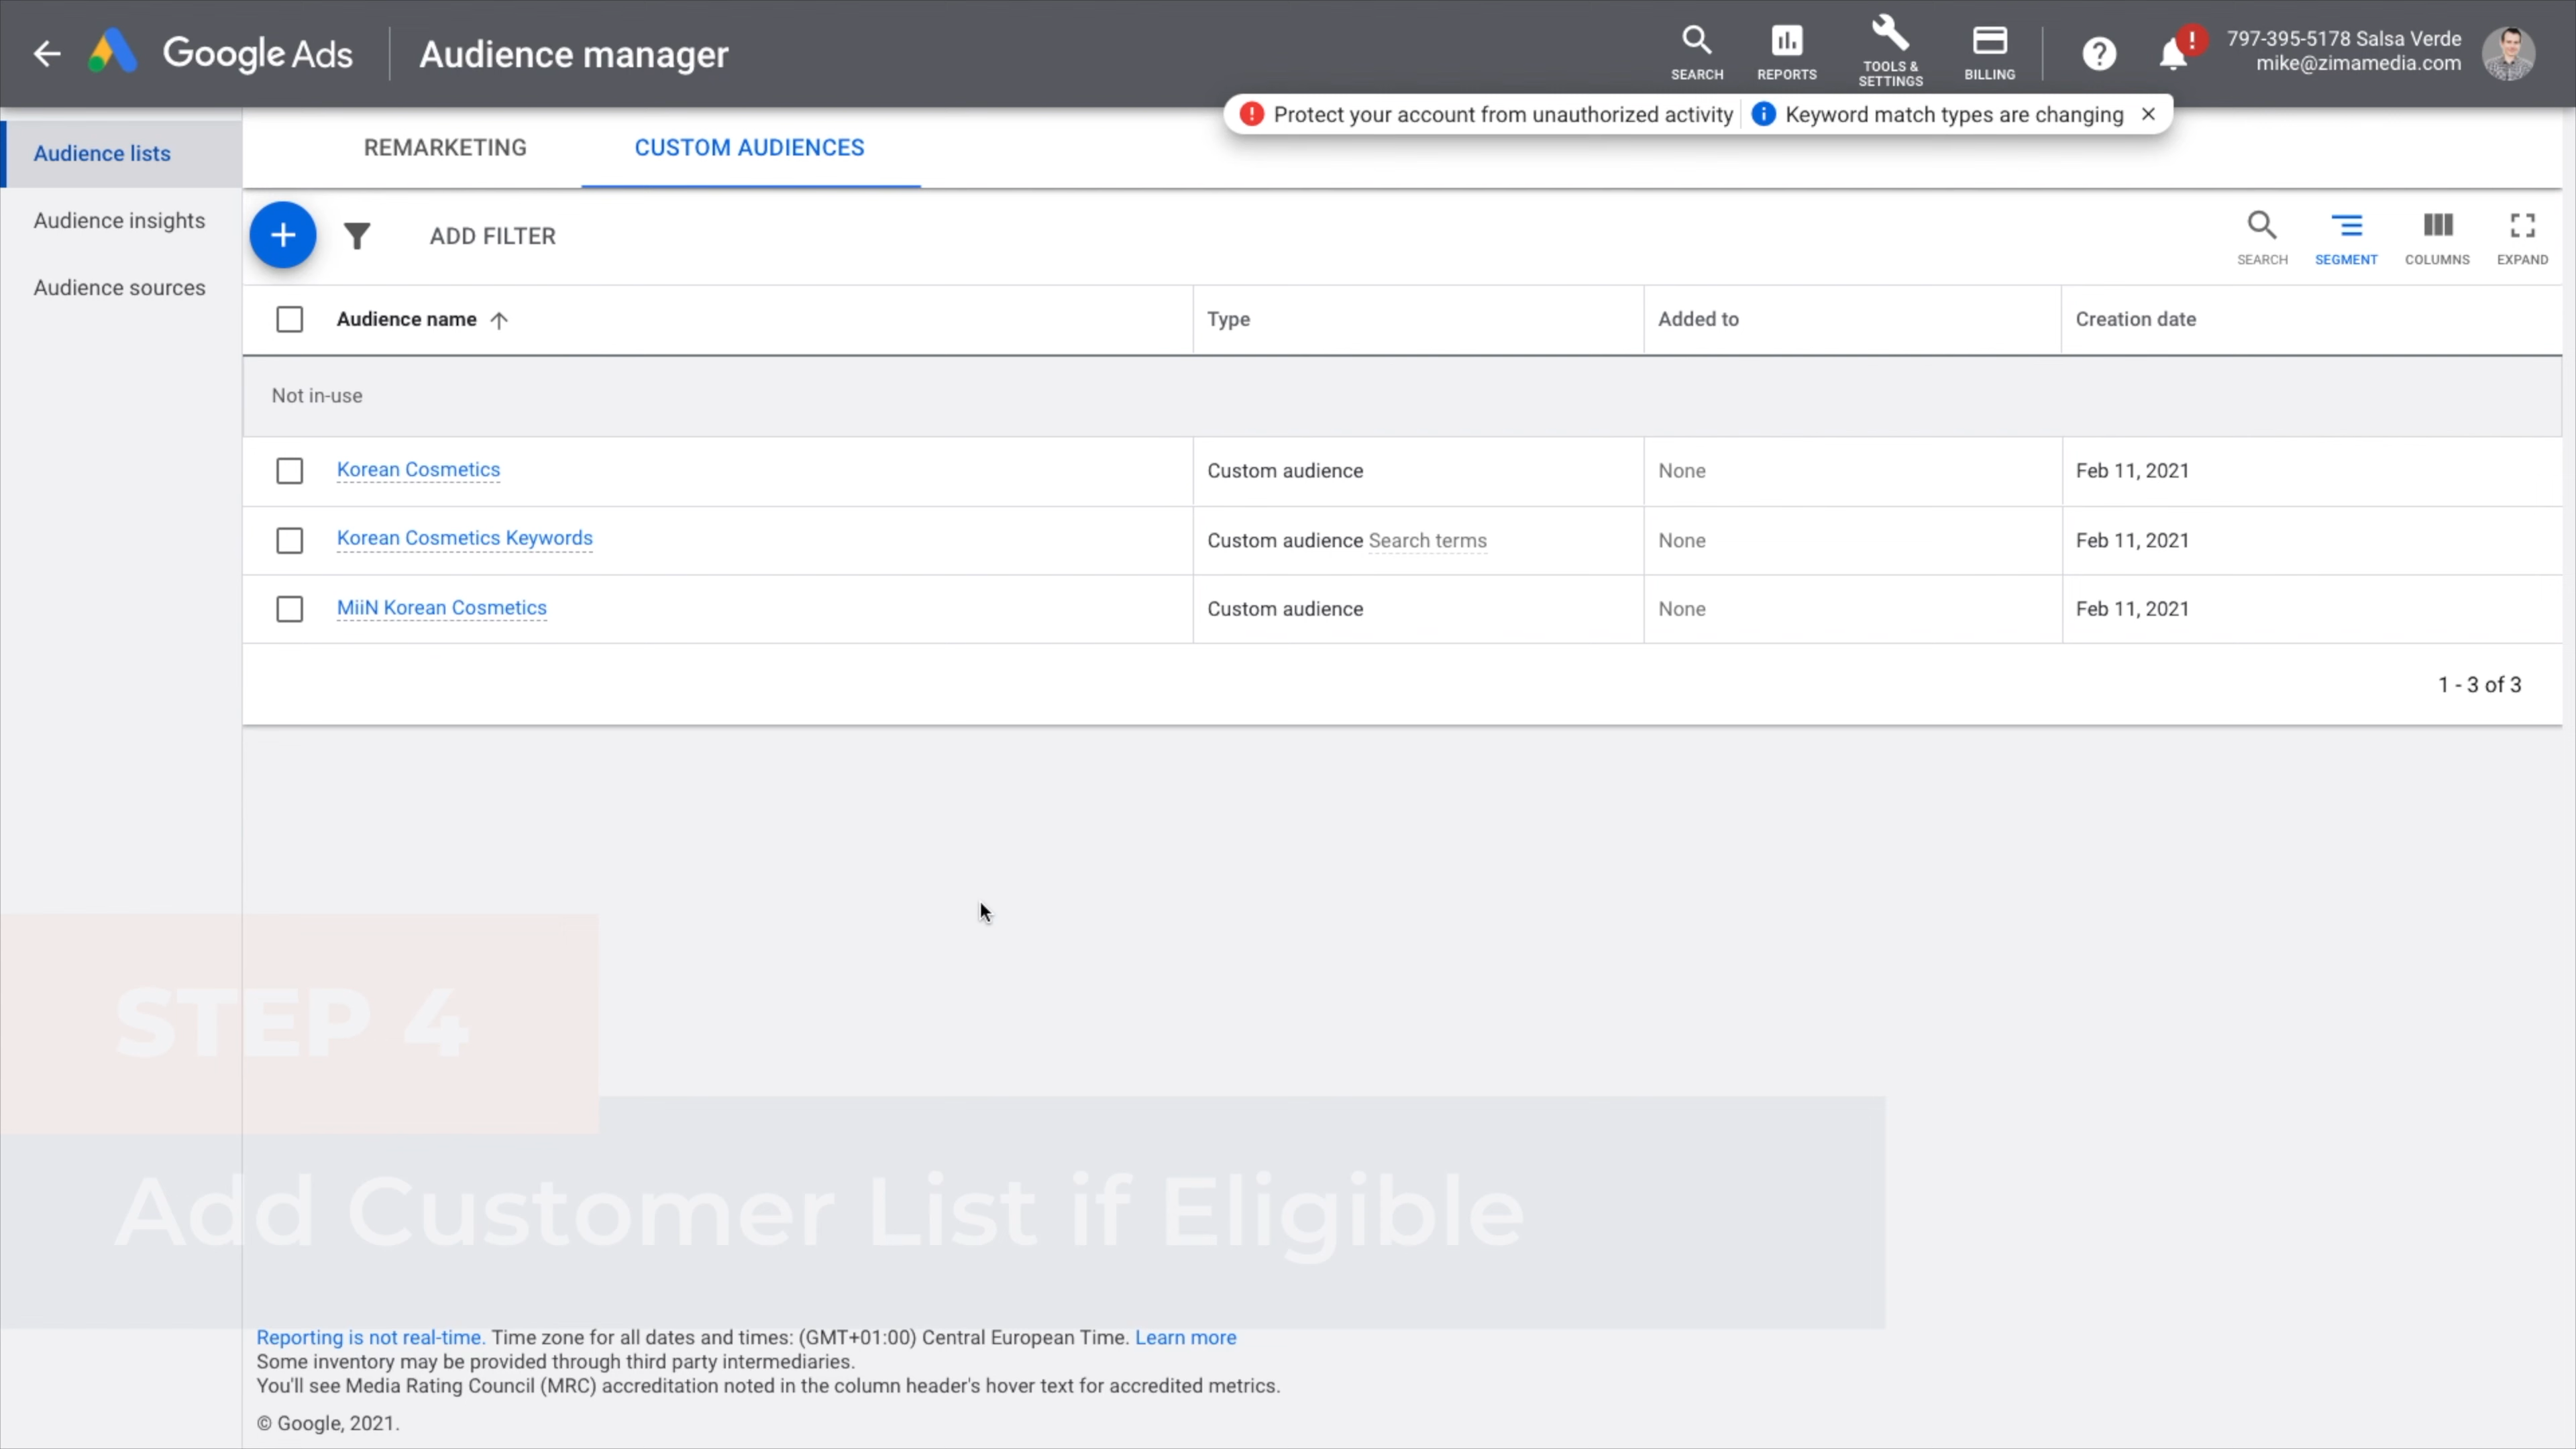 Google Ads Audience manager
SEARCH REPORTS TOOLS & SETTINGS BILLING
797-395-5178 Salsa Verde
mike@zimamedia.com
Protect your account from unauthorized activity Keyword match types are changing
Audience lists
Audience insights
Audience sources
REMARKETING CUSTOM AUDIENCES
ADD FILTER
SEARCH SEGMENT COLUMNS EXPAND
Audience name Type Added to Creation date
Not in-use
Korean Cosmetics Custom audience None Feb 11, 2021
Korean Cosmetics Keywords Custom audience Search terms None Feb 11, 2021
MiiN Korean Cosmetics Custom audience None Feb 11, 2021
1 - 3 of 3
STEP 4
Add Customer List if Eligible
Reporting is not real-time. Time zone for all dates and times: (GMT+01:00) Central European Time. Learn more
Some inventory may be provided through third party intermediaries.
You'll see Media Rating Council (MRC) accreditation noted in the column header's hover text for accredited metrics.
© Google, 2021.